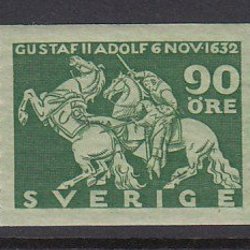 GUSTAF II ADOLF 6 NOV. 1632
90
ÖRE
SVERIGE